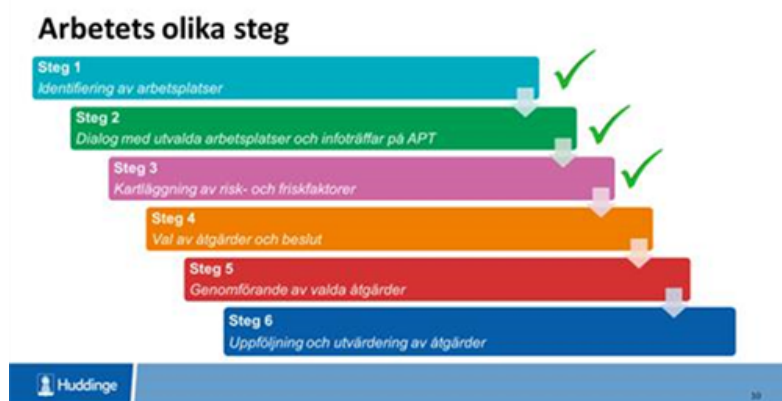 Arbetets olika steg
Steg 1
Identifiering av arbetsplatser
Steg 2
Dialog med utvalda arbetsplatser och infoträffar på APT
Steg 3
Kartläggning av risk- och friskfaktorer
Steg 4
Val av åtgärder och beslut
Steg 5
Genomförande av valda åtgärder
Steg 6
Uppföljning och utvärdering av åtgärder
Huddinge